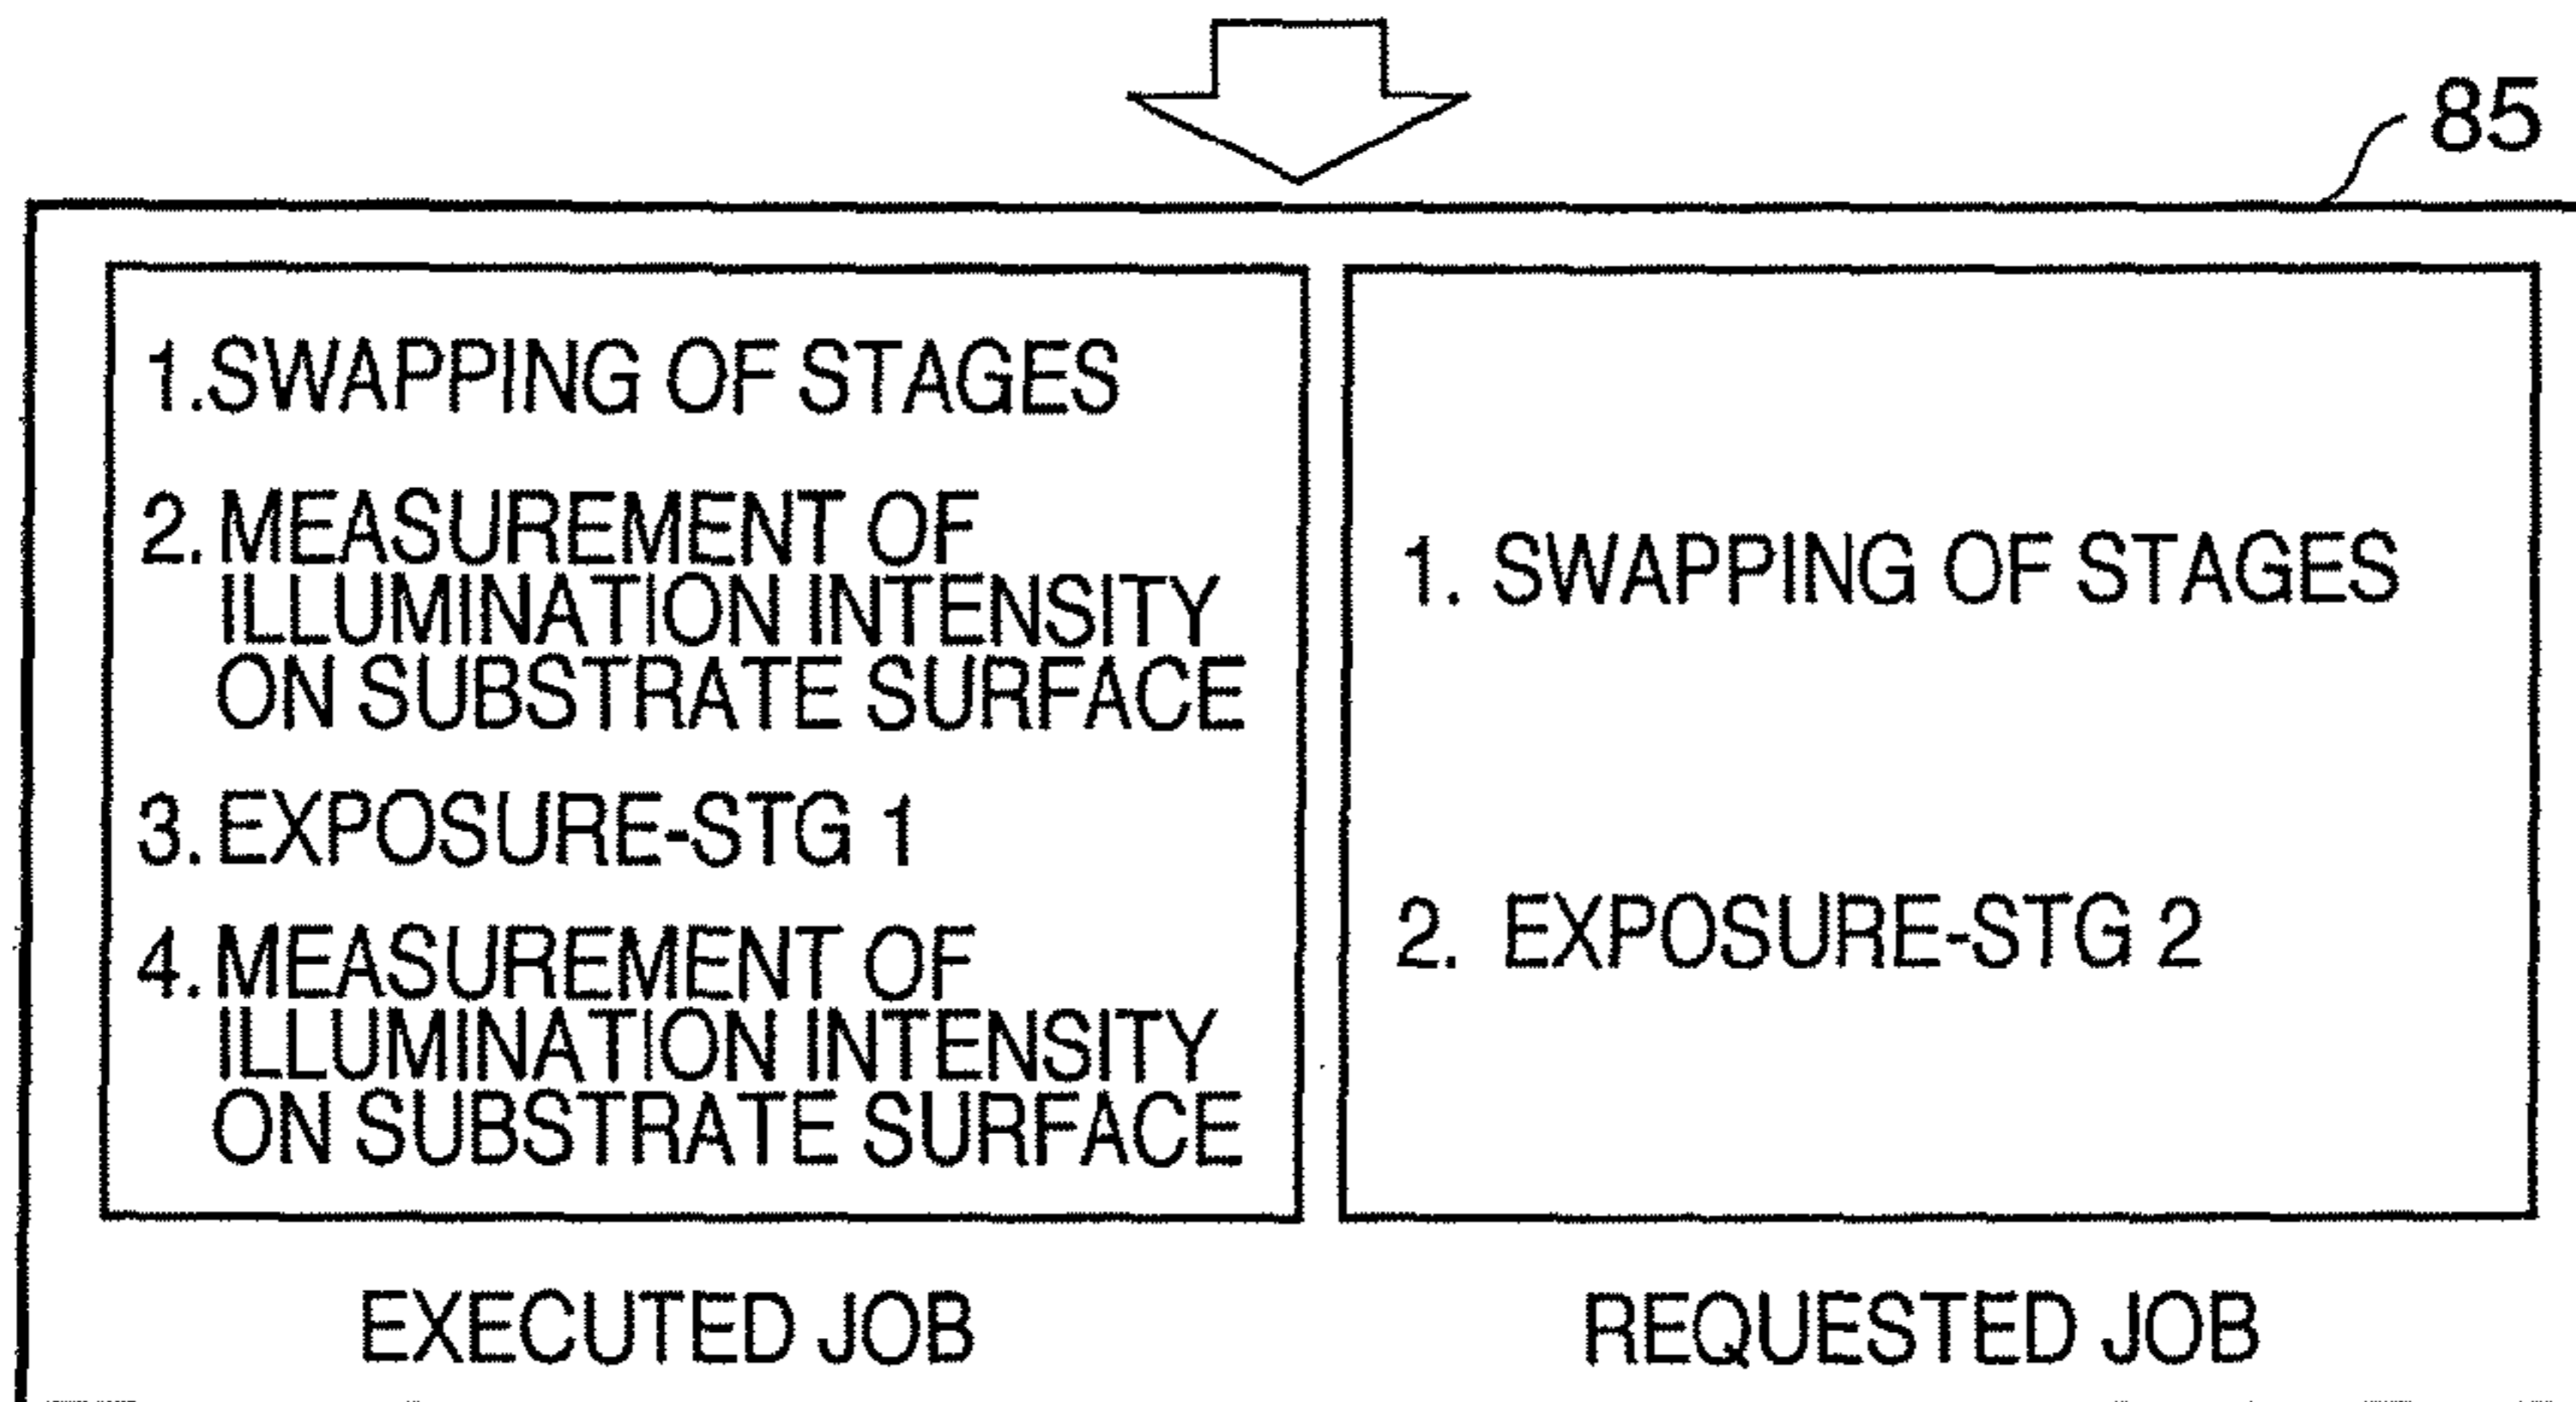 85
1.SWAPPING OF STAGES
2. MEASUREMENT OF
ILLUMINATION INTENSITY
ON SUBSTRATE SURFACE
3. EXPOSURE-STG 1
4. MEASUREMENT OF
ILLUMINATION INTENSITY
ON SUBSTRATE SURFACE
EXECUTED JOB
1. SWAPPING OF STAGES
2. EXPOSURE-STG 2
REQUESTED JOB